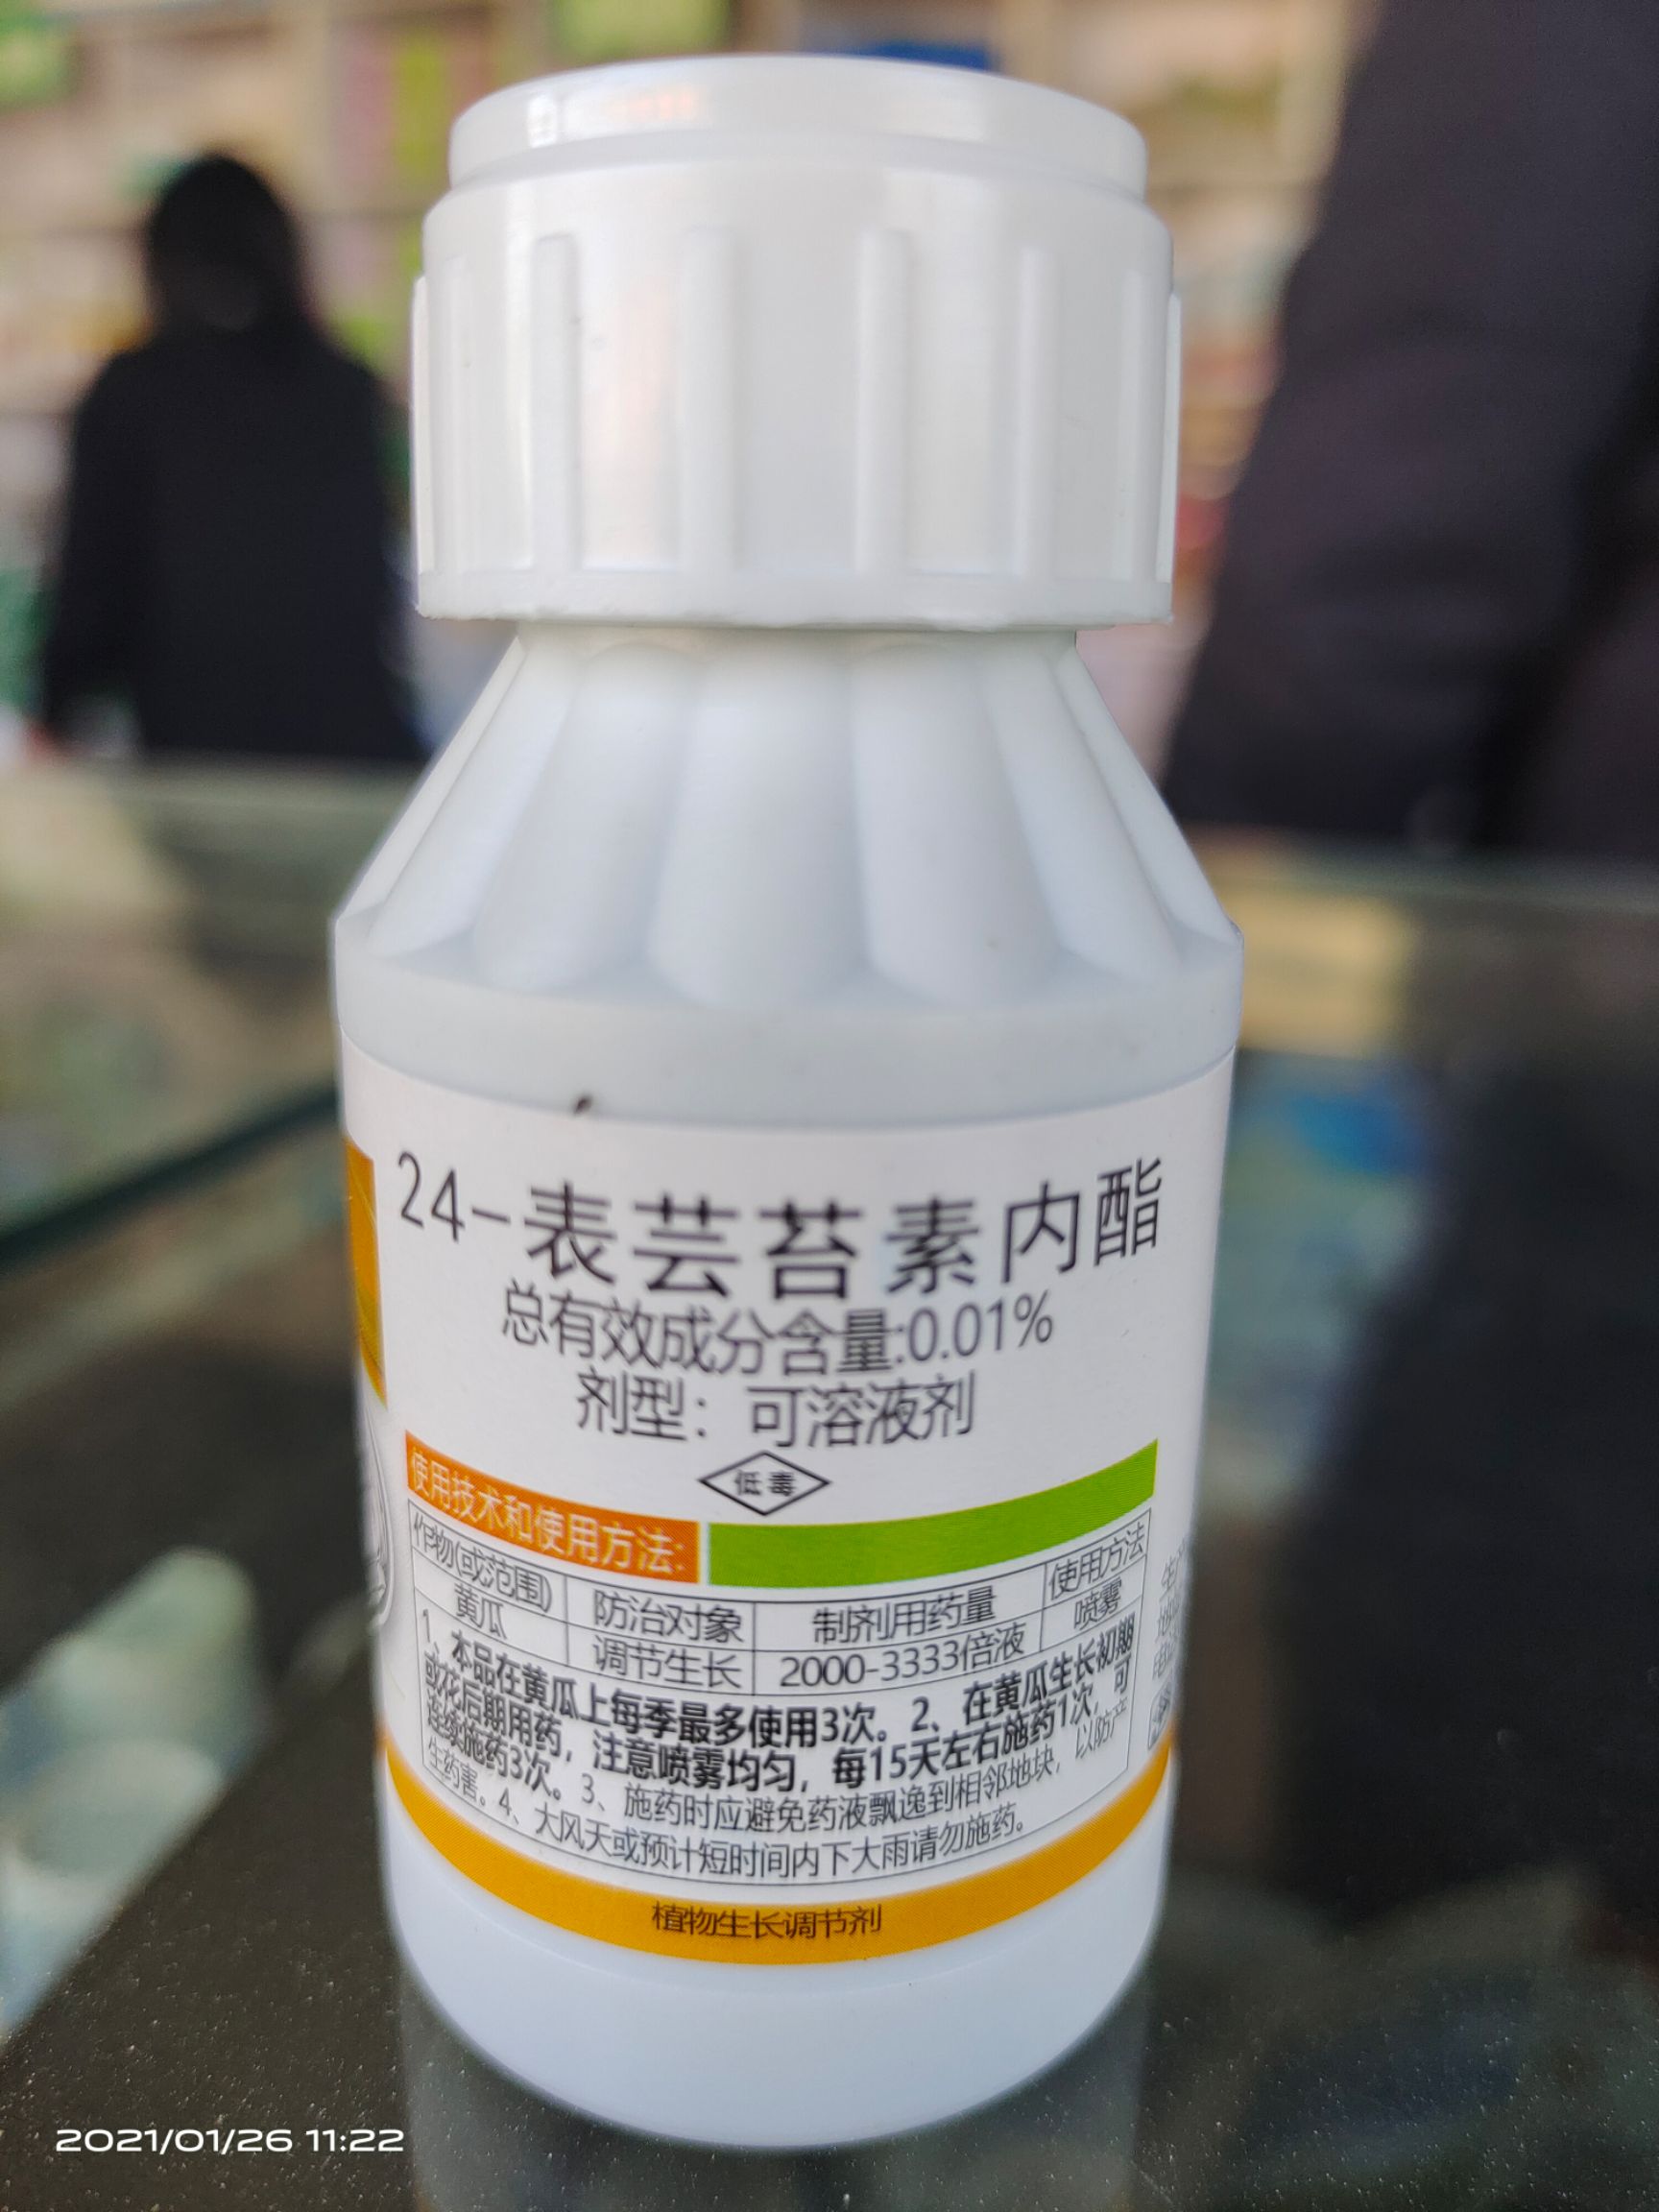 24-表芸苔素内酯
总有效成分含量:0.01%
剂型：可溶液剂
低毒
使用技术和使用方法:
作物(或范围) 防治对象 制剂用药量 使用方法
黄瓜 调节生长 2000-3333倍液 喷雾
1、本品在黄瓜上每季最多使用3次。2、在黄瓜生长初期
或花后期用药，注意喷雾均匀，每15天左右施药1次，可
连续施药3次。3、施药时应避免药液飘逸到相邻地块，以防产
生药害。4、大风天或预计短时间内下大雨请勿施药。
植物生长调节剂
2021/01/26 11:22